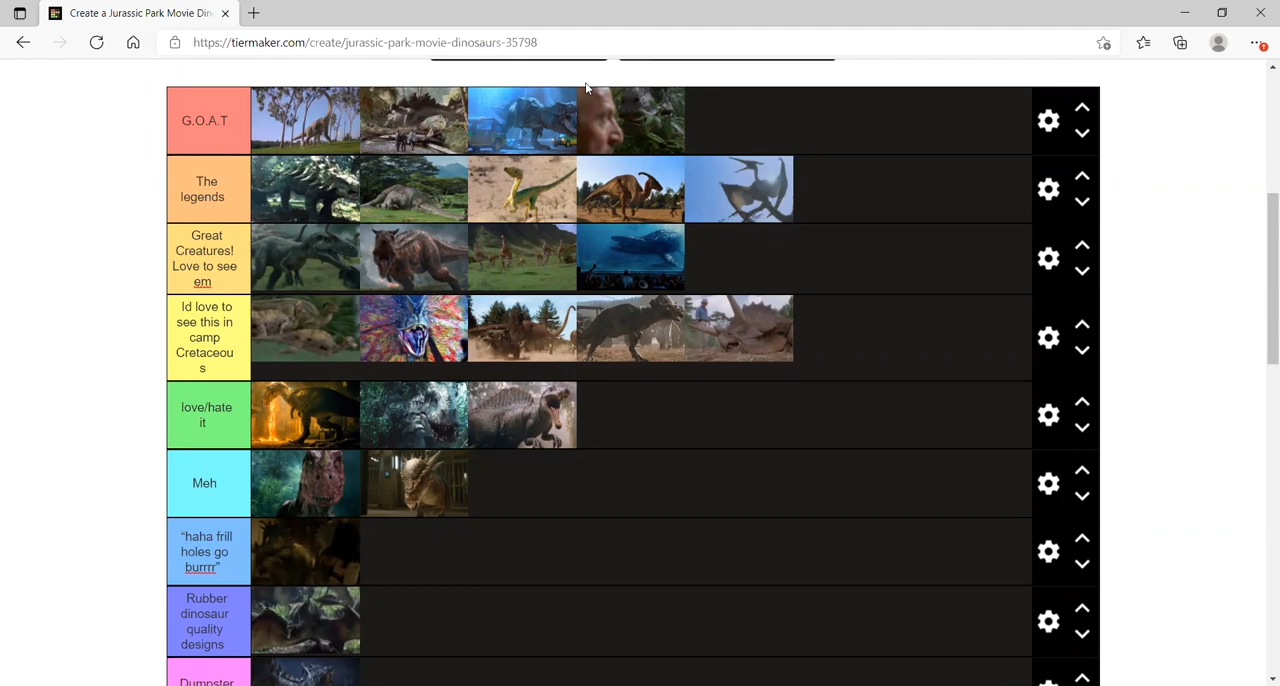 Create a Jurassic Park Movie Din
https://tiermaker.com/create/jurassic-park-movie-dinosaurs-35798
G.O.A.T
The
legends
Great
Creatures!
Love to see
em
Id love to
see this in
camp
Cretaceou
s
love/hate
it
Meh
“haha frill
holes go
burrrr”
Rubber
dinosaur
quality
designs
Dumpster